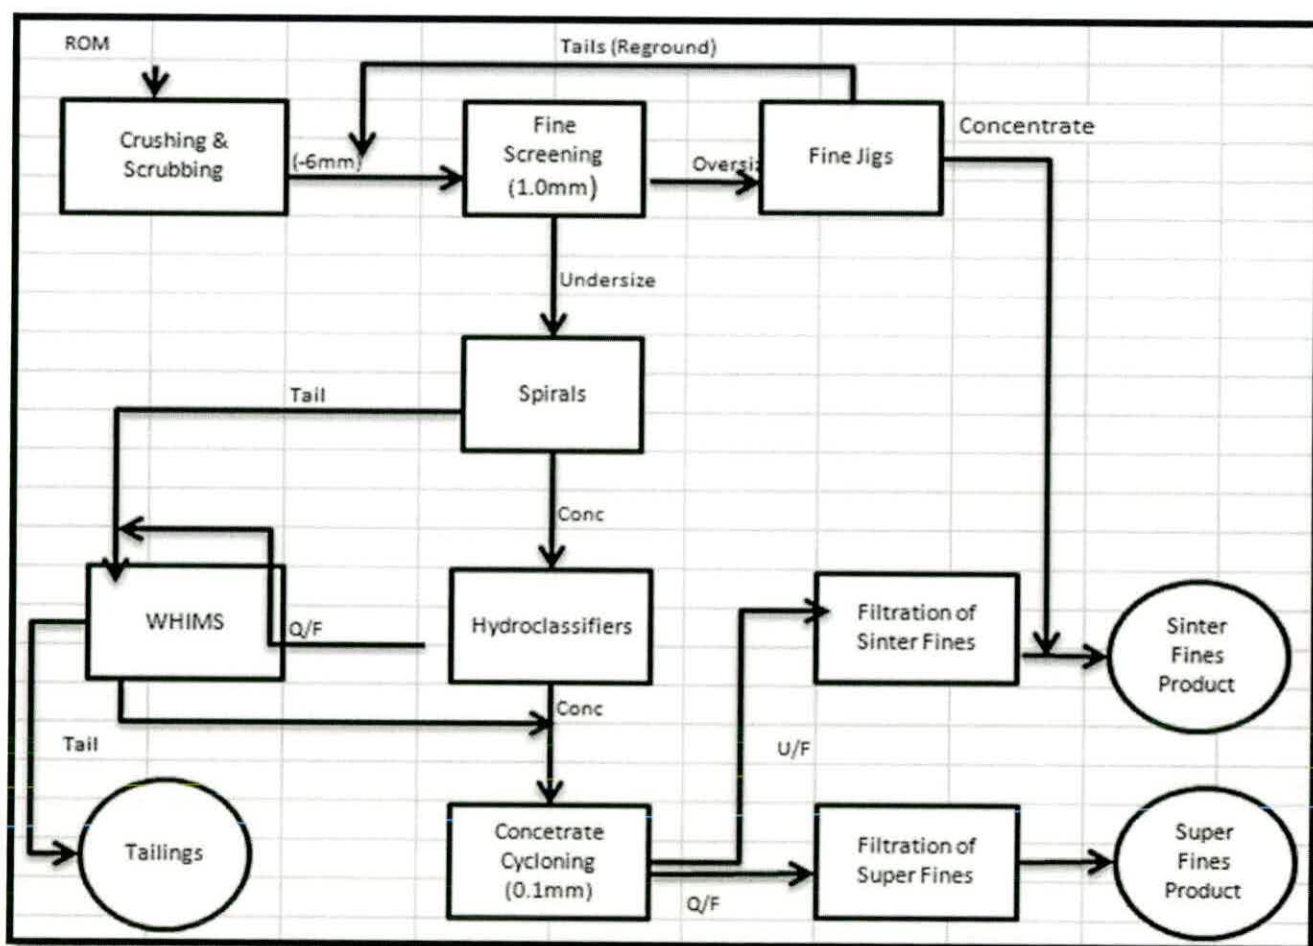 ROM
Tails (Reground)
Crushing &
Scrubbing
(-6mm)
Fine
Screening
(1.0mm)
Oversiz
Fine Jigs
Concentrate
Undersize
Spirals
Tail
Conc
WHIMS
Q/F
Hydroclassifiers
Filtration of
Sinter Fines
Sinter
Fines
Product
Conc
Tail
U/F
Tailings
Concetrate
Cycloning
(0.1mm)
Q/F
Filtration of
Super Fines
Super
Fines
Product